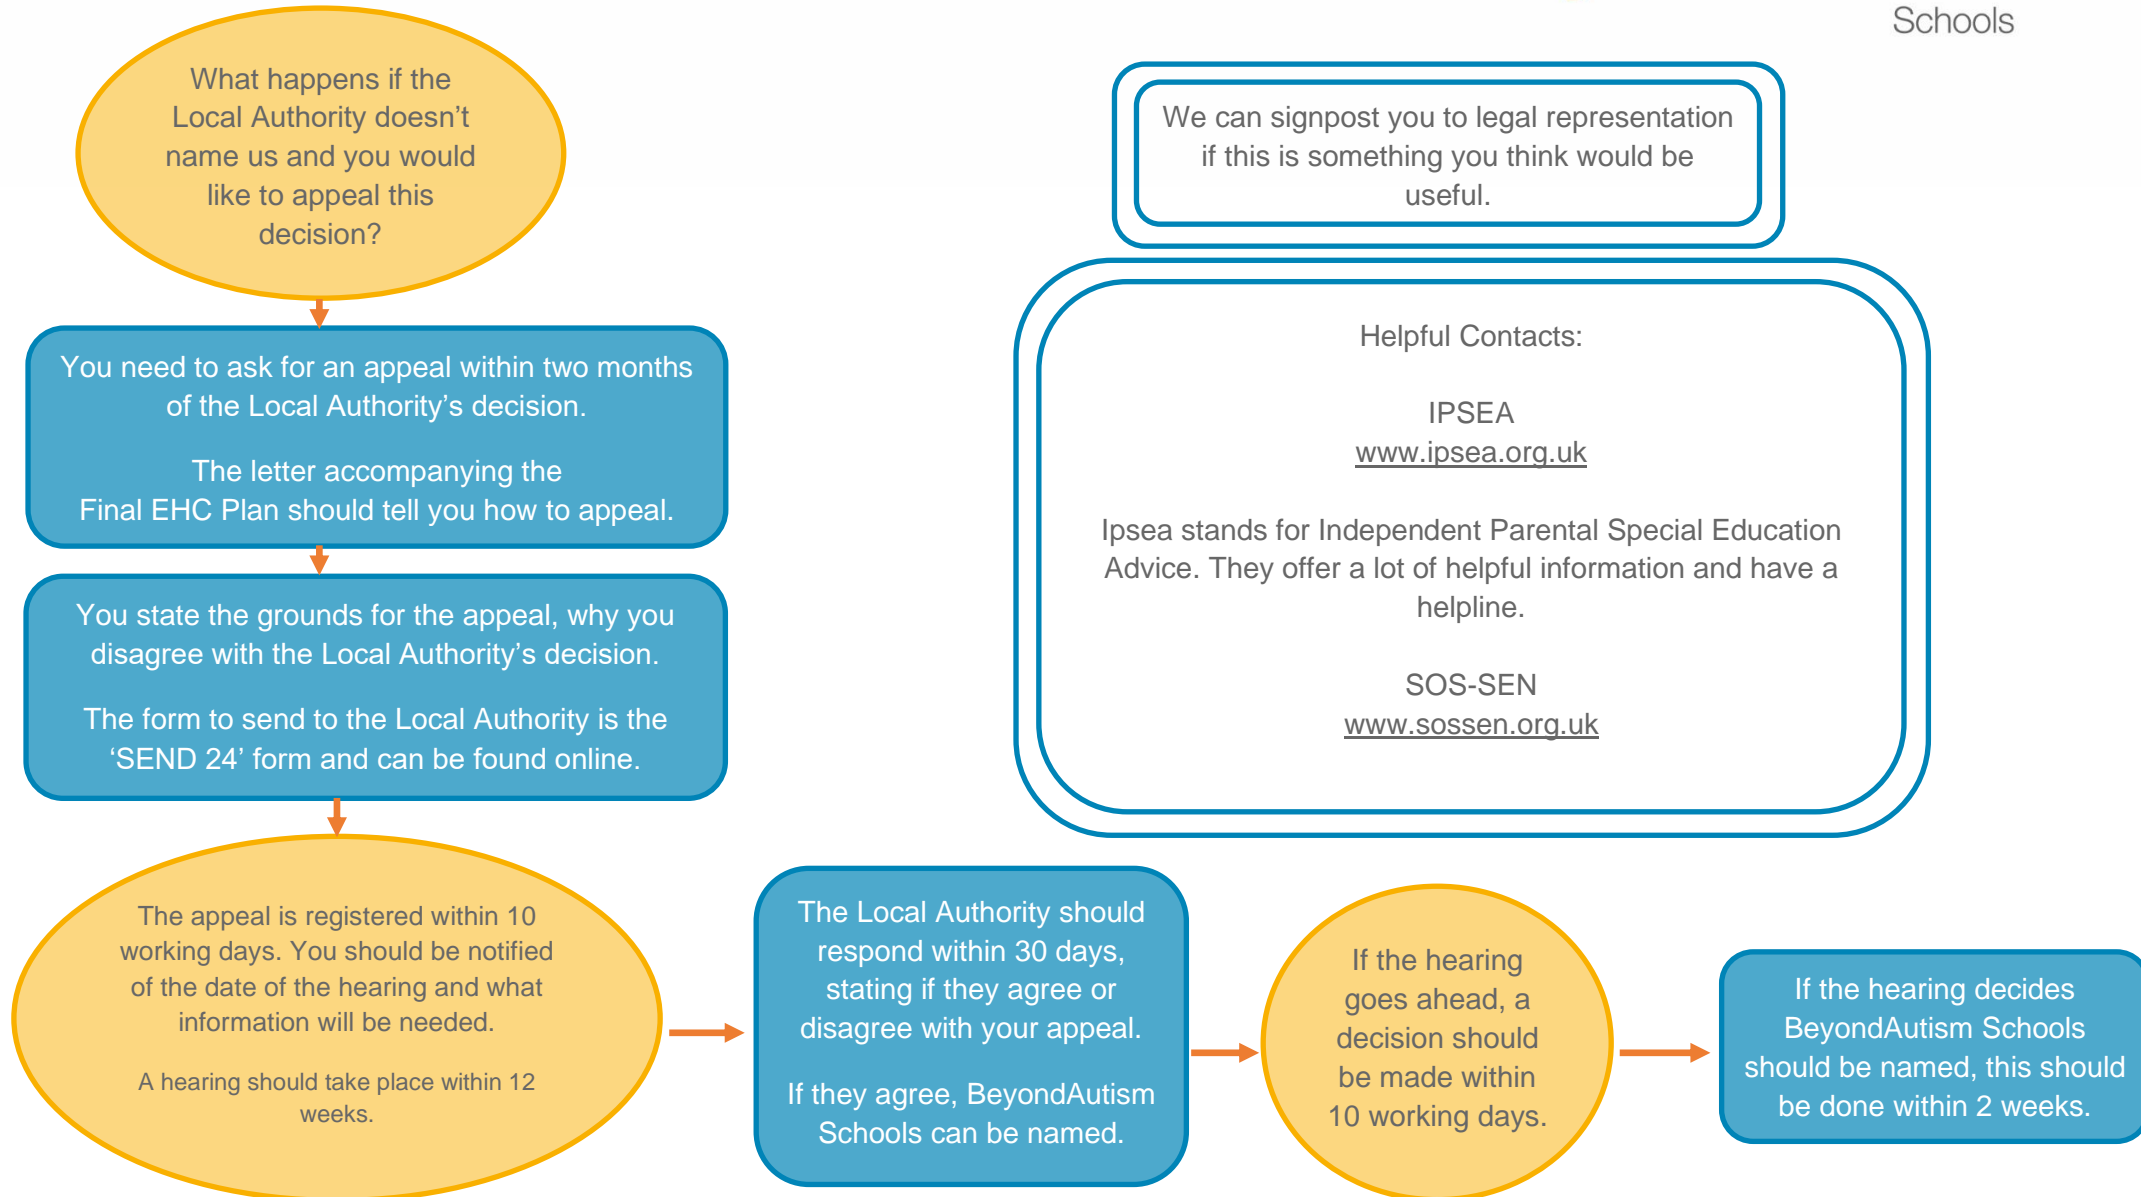 Schools
What happens if the
Local Authority doesn’t
name us and you would
like to appeal this
decision?
You need to ask for an appeal within two months
of the Local Authority’s decision.
The letter accompanying the
Final EHC Plan should tell you how to appeal.
You state the grounds for the appeal, why you
disagree with the Local Authority’s decision.
The form to send to the Local Authority is the
‘SEND 24’ form and can be found online.
We can signpost you to legal representation
if this is something you think would be
useful.
Helpful Contacts:
IPSEA
www.ipsea.org.uk
Ipsea stands for Independent Parental Special Education
Advice. They offer a lot of helpful information and have a
helpline.
SOS-SEN
www.sossen.org.uk
The appeal is registered within 10
working days. You should be notified
of the date of the hearing and what
information will be needed.
A hearing should take place within 12
weeks.
The Local Authority should
respond within 30 days,
stating if they agree or
disagree with your appeal.
If they agree, BeyondAutism
Schools can be named.
If the hearing
goes ahead, a
decision should
be made within
10 working days.
If the hearing decides
BeyondAutism Schools
should be named, this should
be done within 2 weeks.